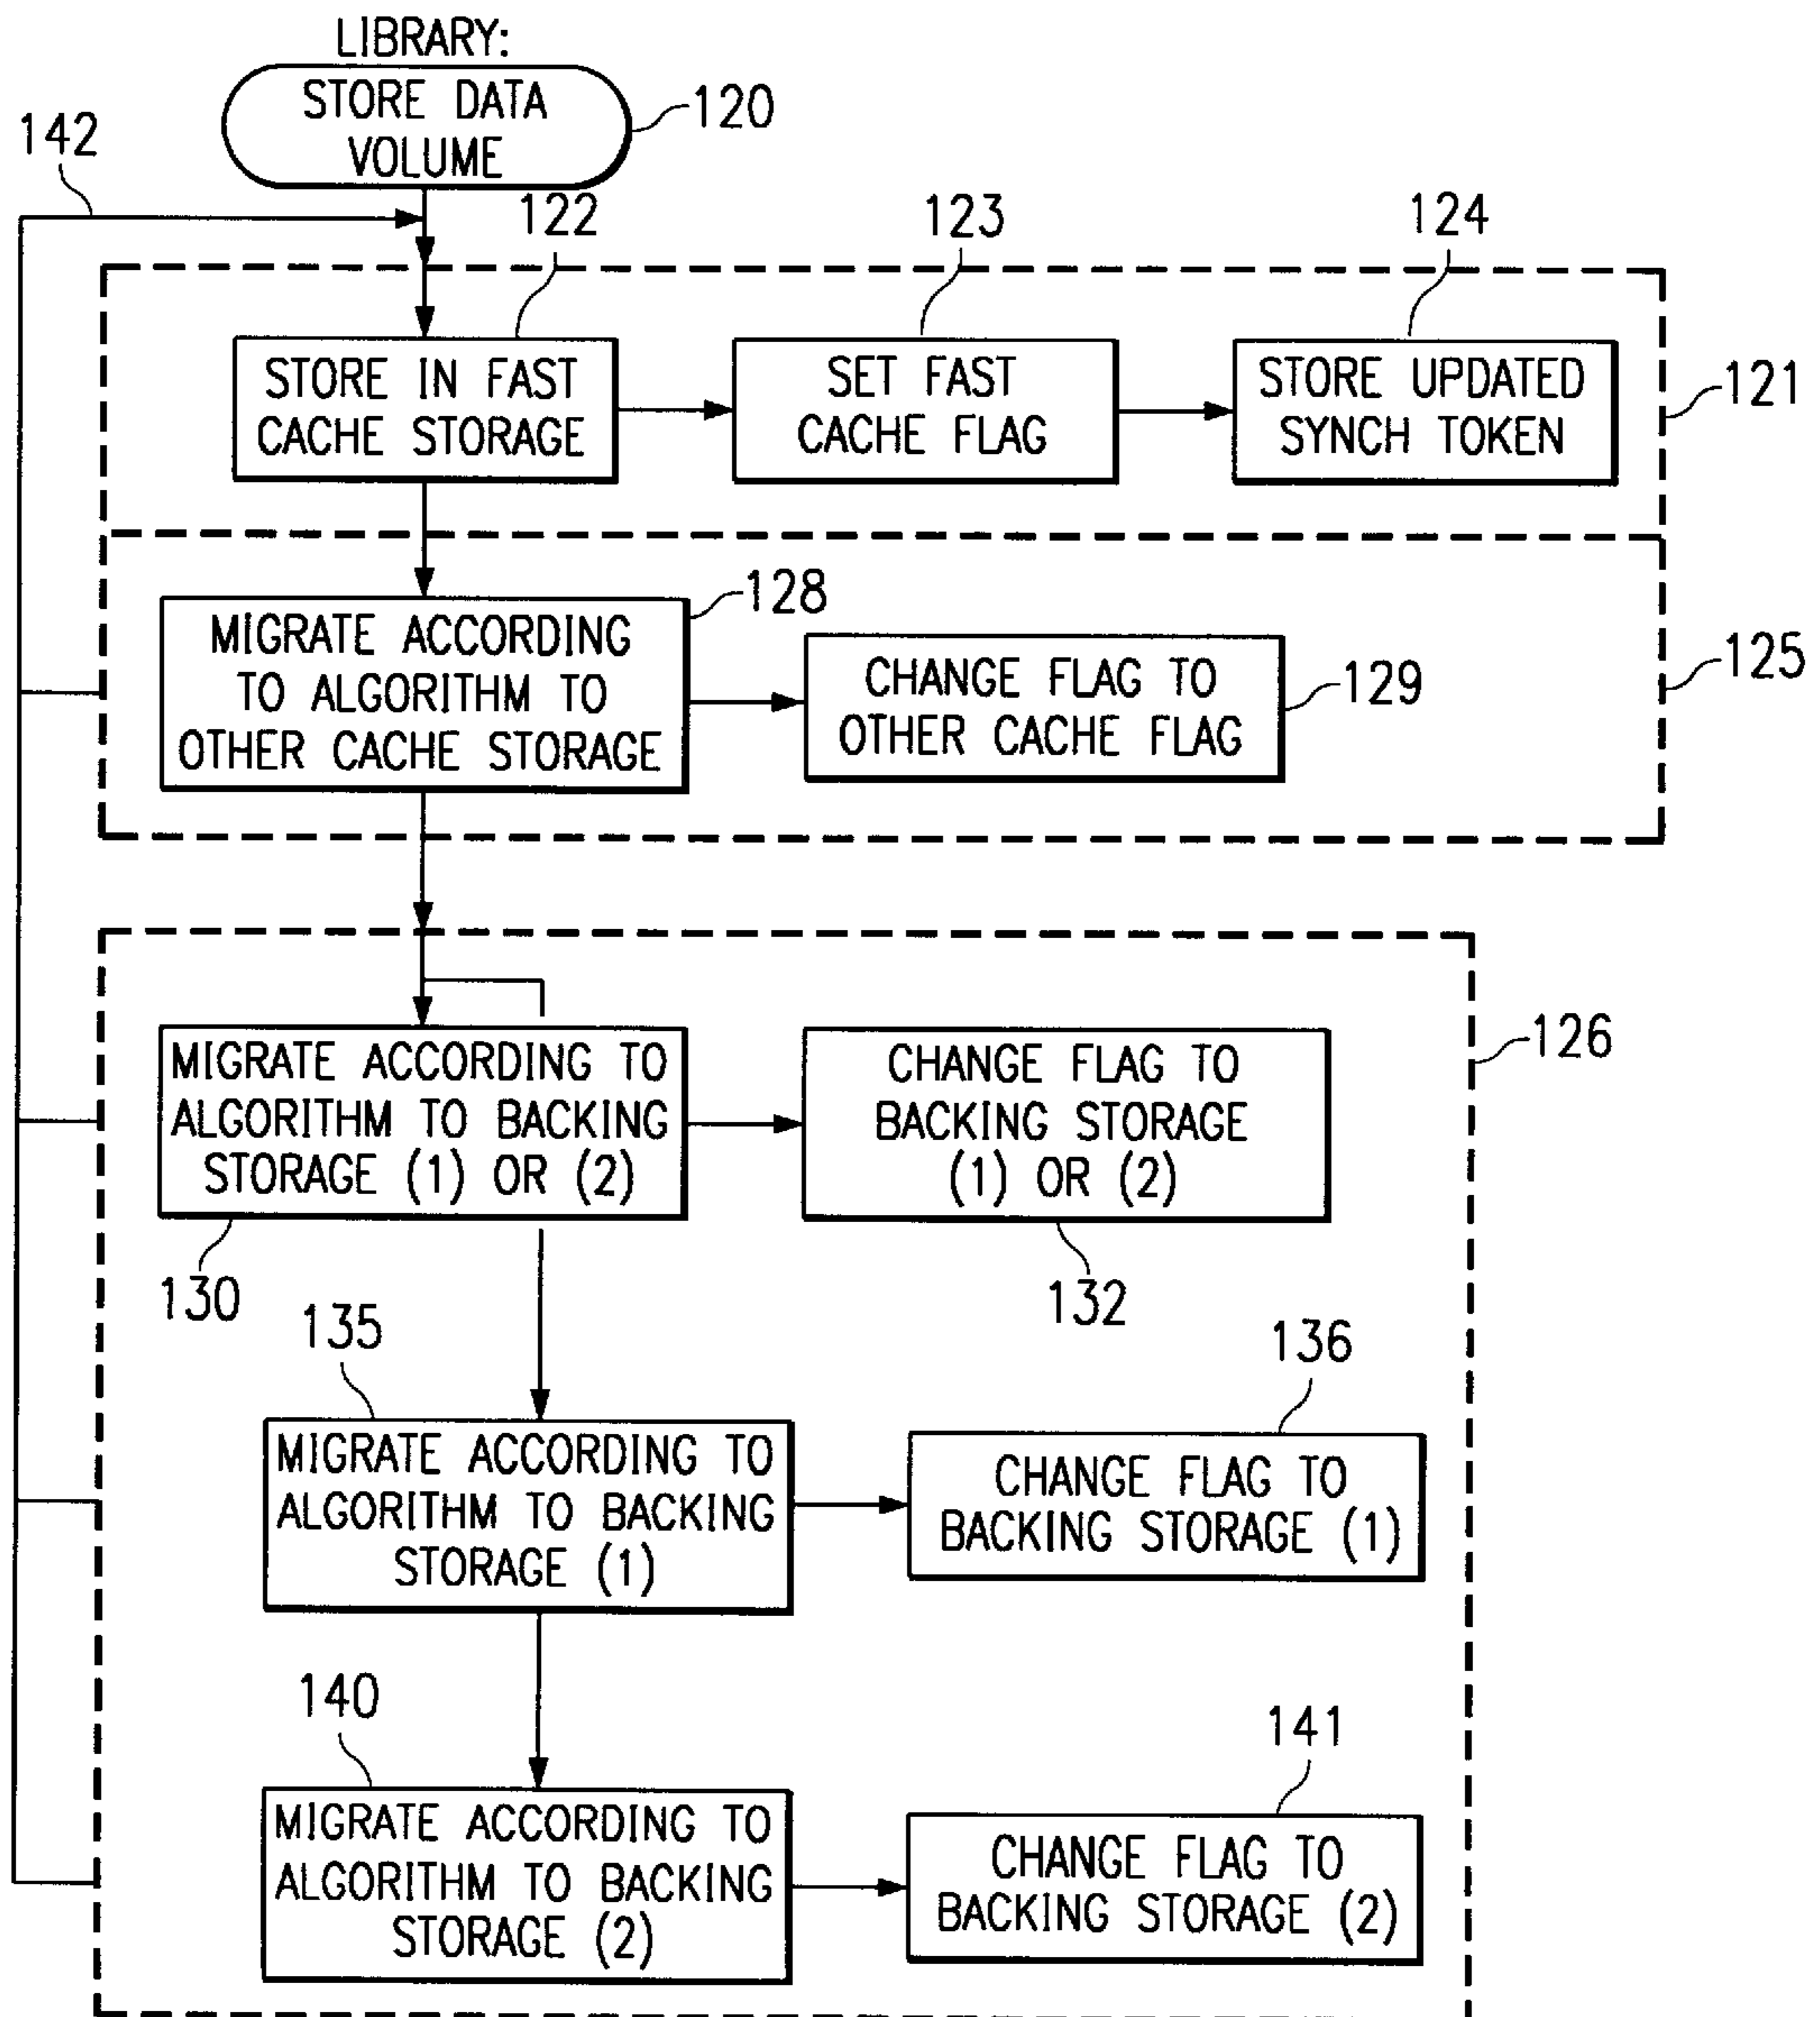 LIBRARY:
STORE DATA
VOLUME
120
142
122
123
124
STORE IN FAST
CACHE STORAGE
SET FAST
CACHE FLAG
STORE UPDATED
SYNCH TOKEN
121
128
MIGRATE ACCORDING
TO ALGORITHM TO
OTHER CACHE STORAGE
CHANGE FLAG TO
OTHER CACHE FLAG
129
125
126
MIGRATE ACCORDING TO
ALGORITHM TO BACKING
STORAGE (1) OR (2)
CHANGE FLAG TO
BACKING STORAGE
(1) OR (2)
130
132
135
136
MIGRATE ACCORDING TO
ALGORITHM TO BACKING
STORAGE (1)
CHANGE FLAG TO
BACKING STORAGE (1)
140
141
MIGRATE ACCORDING TO
ALGORITHM TO BACKING
STORAGE (2)
CHANGE FLAG TO
BACKING STORAGE (2)